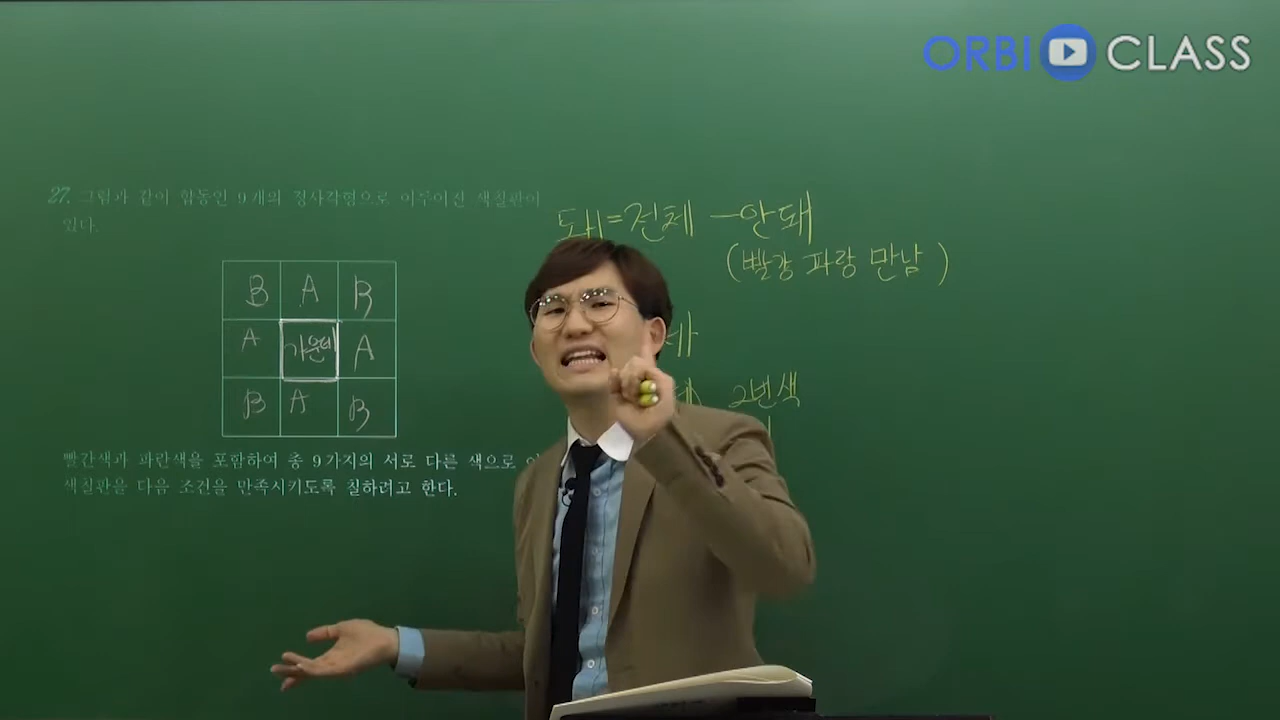 ORBI CLASS
27. 그림과 같이 합동인 9개의 정사각형으로 이루어진 색칠판이
있다.
B A B
A 가운데 A
B A B
빨간색과 파란색을 포함하여 총 9가지의 서로 다른 색으로
색칠판을 다음 조건을 만족시키도록 칠하려고 한다.
돼=전체 -안돼
(빨강 파랑 만남)
2번색